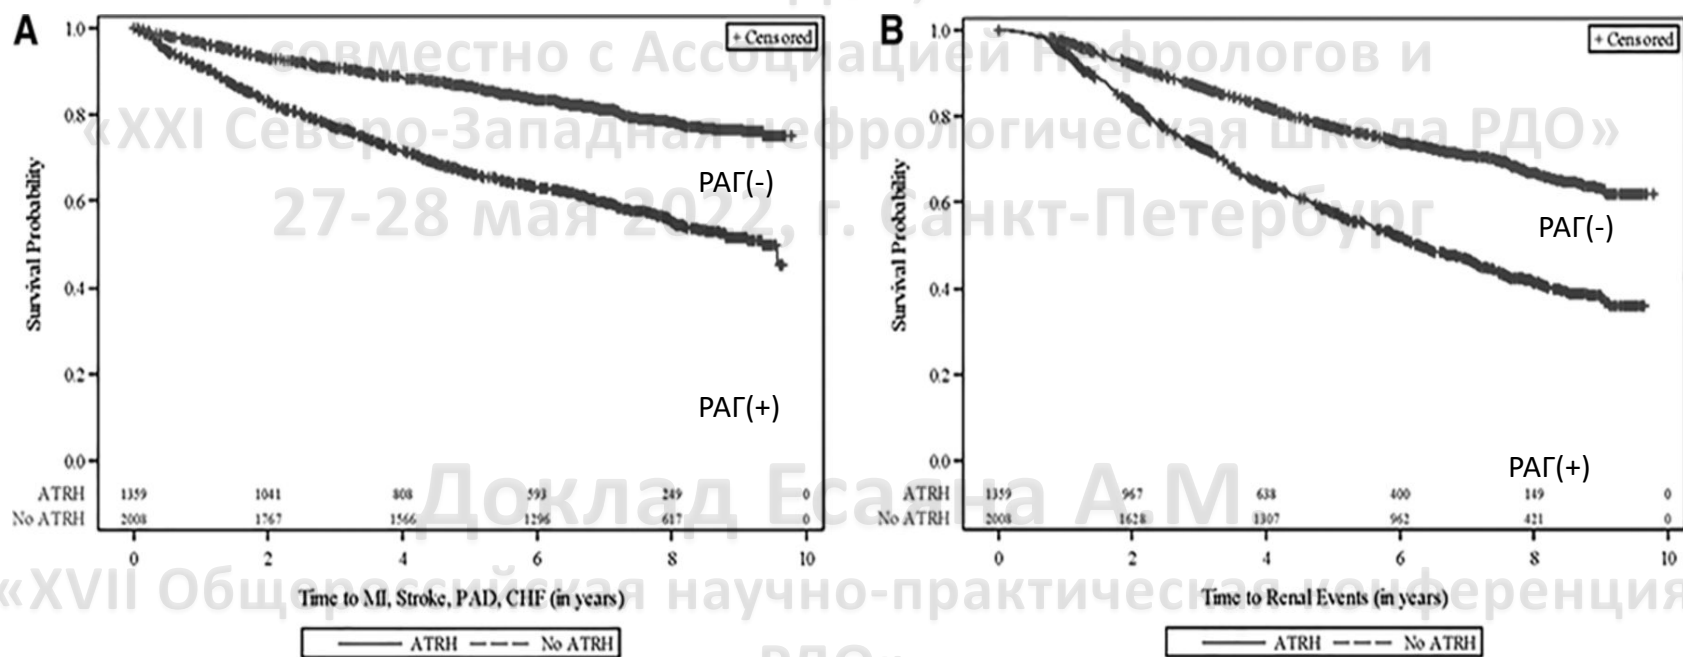 A
B
+ Censored
+ Censored
совместно с Ассоциацией нефрологов и
«XXI Северо-Западная нефрологическая школа РДО»
27-28 мая 2022, г. Санкт-Петербург
Доклад Есаяна А.М
«XVII Общероссийская научно-практическая конференция
РДО»
Survival Probability
1.0
0.8
0.6
0.4
0.2
0.0
РАГ(-)
РАГ(+)
ATRH 1359 1041 808 593 249 0
No ATRH 2008 1767 1566 1296 617 0
0 2 4 6 8 10
Time to MI, Stroke, PAD, CHF (in years)
ATRH No ATRH
Survival Probability
1.0
0.8
0.6
0.4
0.2
0.0
РАГ(-)
РАГ(+)
ATRH 1359 967 638 400 149 0
No ATRH 2008 1628 1307 962 421 0
0 2 4 6 8 10
Time to Renal Events (in years)
ATRH No ATRH